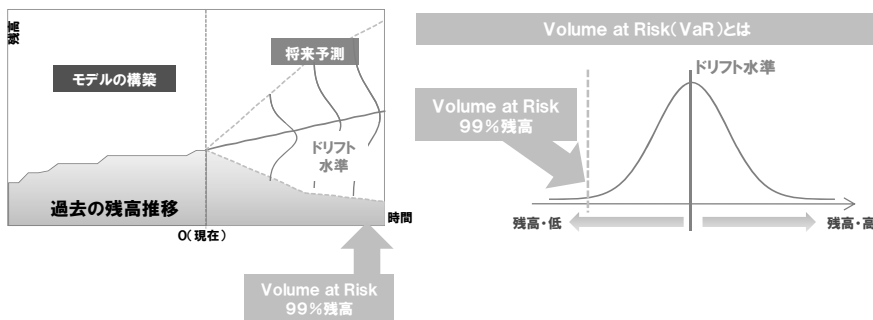 残高
モデルの構築
将来予測
ドリフト
水準
過去の残高推移
時間
0(現在)
Volume at Risk
99%残高
Volume at Risk(VaR)とは
ドリフト水準
Volume at Risk
99%残高
残高・低
残高・高